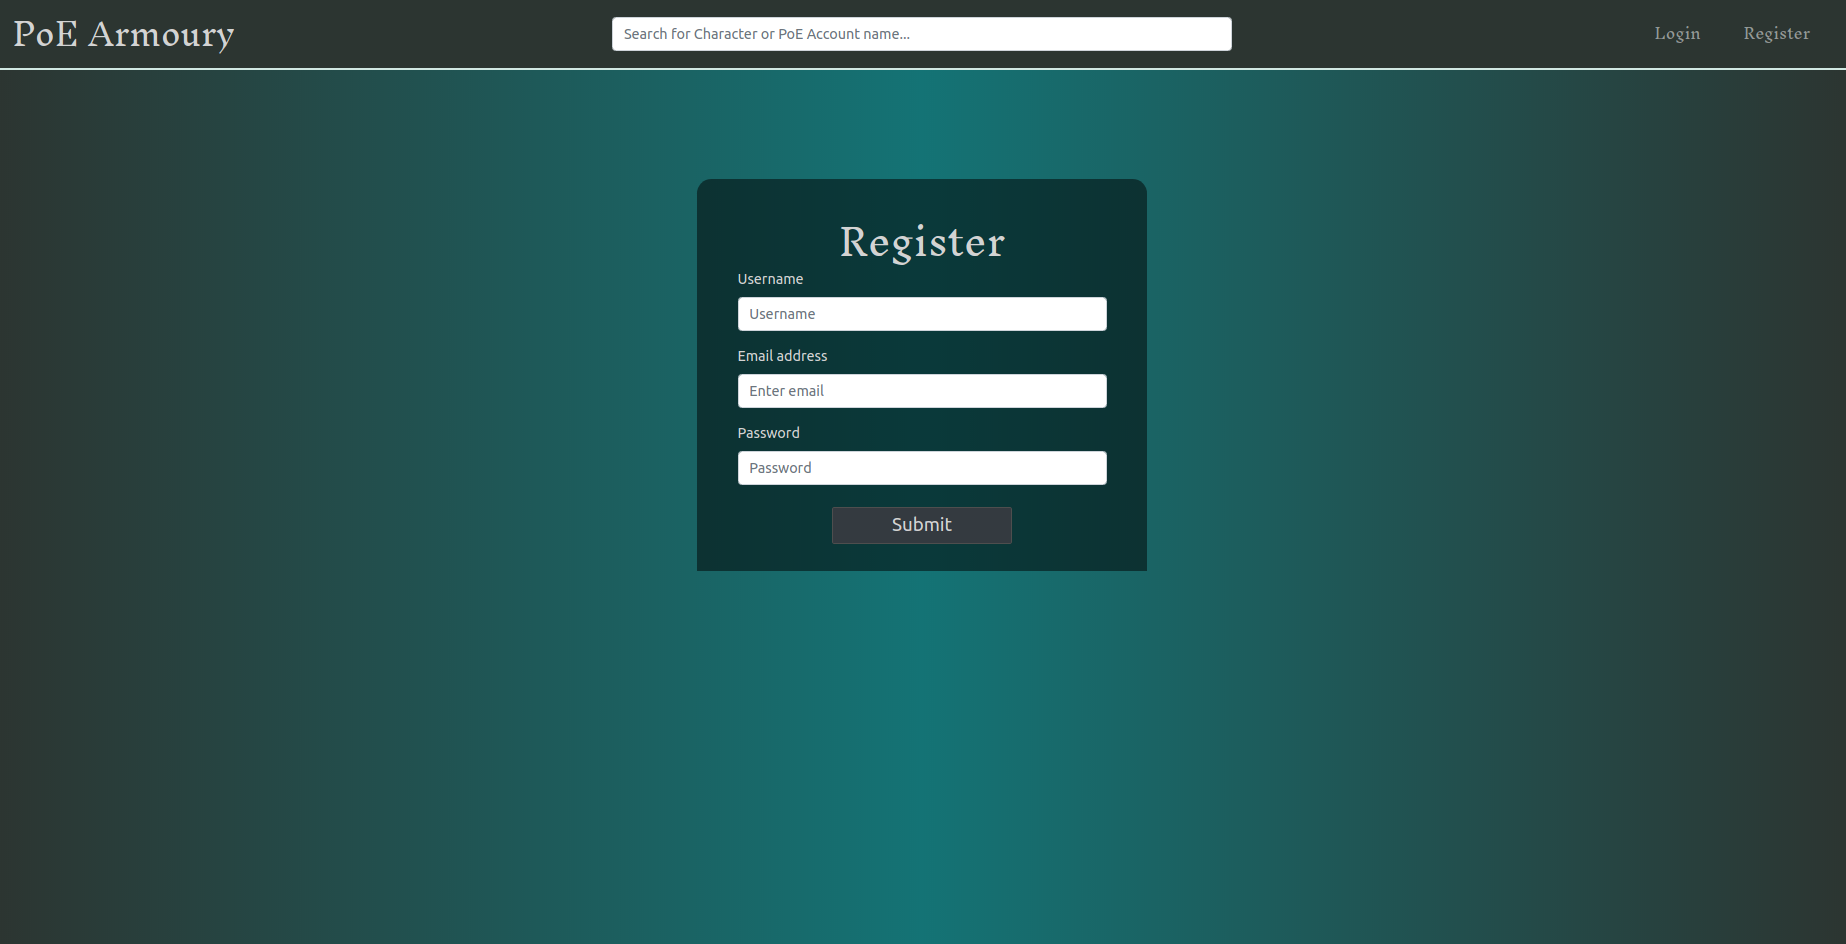 PoE Armoury
Search for Character or PoE Account name...
Login
Register
Register
Username
Username
Email address
Enter email
Password
Password
Submit